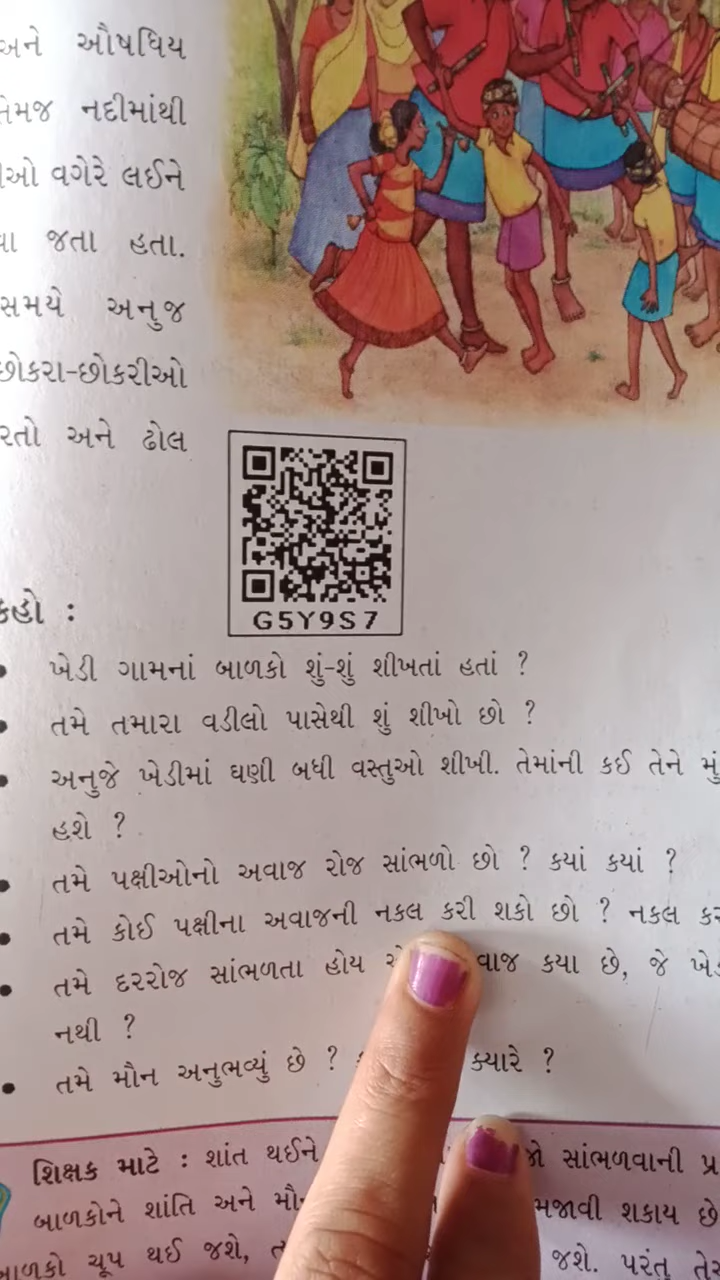 અને ઔષધિય
તેમજ નદીમાંથી
વગેરે લઈને
જતા હતા.
સમયે અનુજ
છોકરા-છોકરીઓ
અને ઢોલ
G5Y9S7
કહો :
• ખેડી ગામનાં બાળકો શું-શું શીખતાં હતાં ?
• તમે તમારા વડીલો પાસેથી શું શીખો છો ?
• અનુજે ખેડીમાં ઘણી બધી વસ્તુઓ શીખી. તેમાંની કઈ તેને
હશે ?
• તમે પક્ષીઓનો અવાજ રોજ સાંભળો છો ? કયાં કયાં ?
• તમે કોઈ પક્ષીના અવાજની નકલ કરી શકો છો ? નકલ
• તમે દરરોજ સાંભળતા હોય કયા છે, જે
નથી ?
• તમે મૌન અનુભવ્યું છે ? ક્યારે ?
શિક્ષક માટે : શાંત થઈને સાંભળવાની
બાળકોને શાંતિ અને શકાય છે
ચૂપ થઈ જશે, જશે. પરંતુ